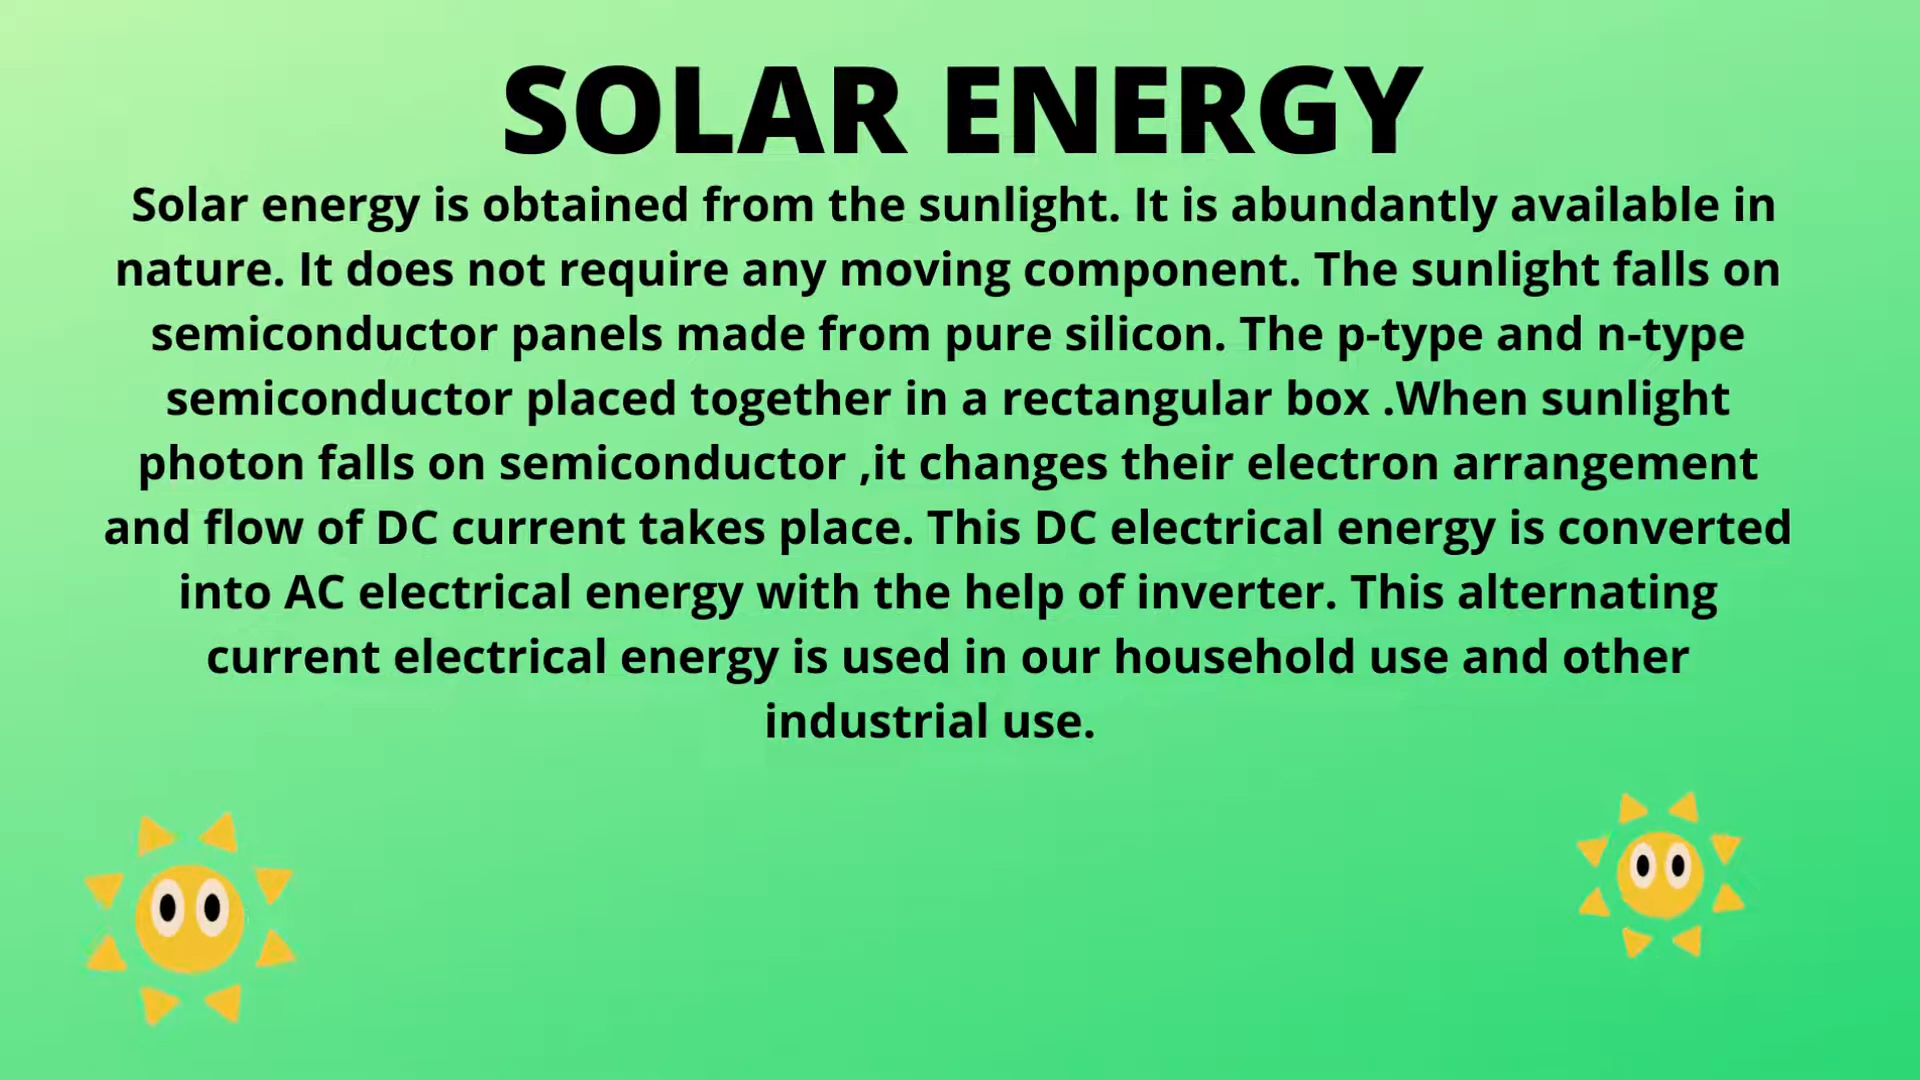 SOLAR ENERGY
Solar energy is obtained from the sunlight. It is abundantly available in
nature. It does not require any moving component. The sunlight falls on
semiconductor panels made from pure silicon. The p-type and n-type
semiconductor placed together in a rectangular box .When sunlight
photon falls on semiconductor ,it changes their electron arrangement
and flow of DC current takes place. This DC electrical energy is converted
into AC electrical energy with the help of inverter. This alternating
current electrical energy is used in our household use and other
industrial use.